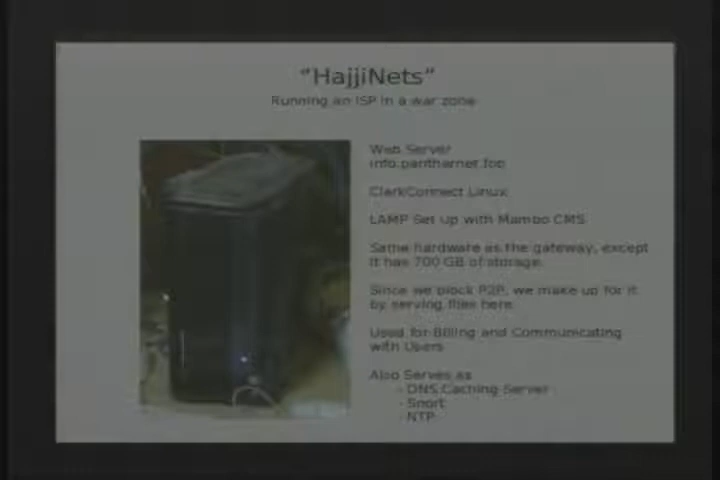 "HajjiNets"
Running an ISP in a war zone
Web Server
info.pantharnet.fob
ClarkConnect Linux
LAMP Set up with Mambo CMS
Same hardware as the gateway, except
it has 700 GB of storage.
Since we block P2P, we make up for it
by serving files here.
Used for Billing and Communicating
with Users
Also Serves as
- DNS Caching Server
- Snort
- NTP